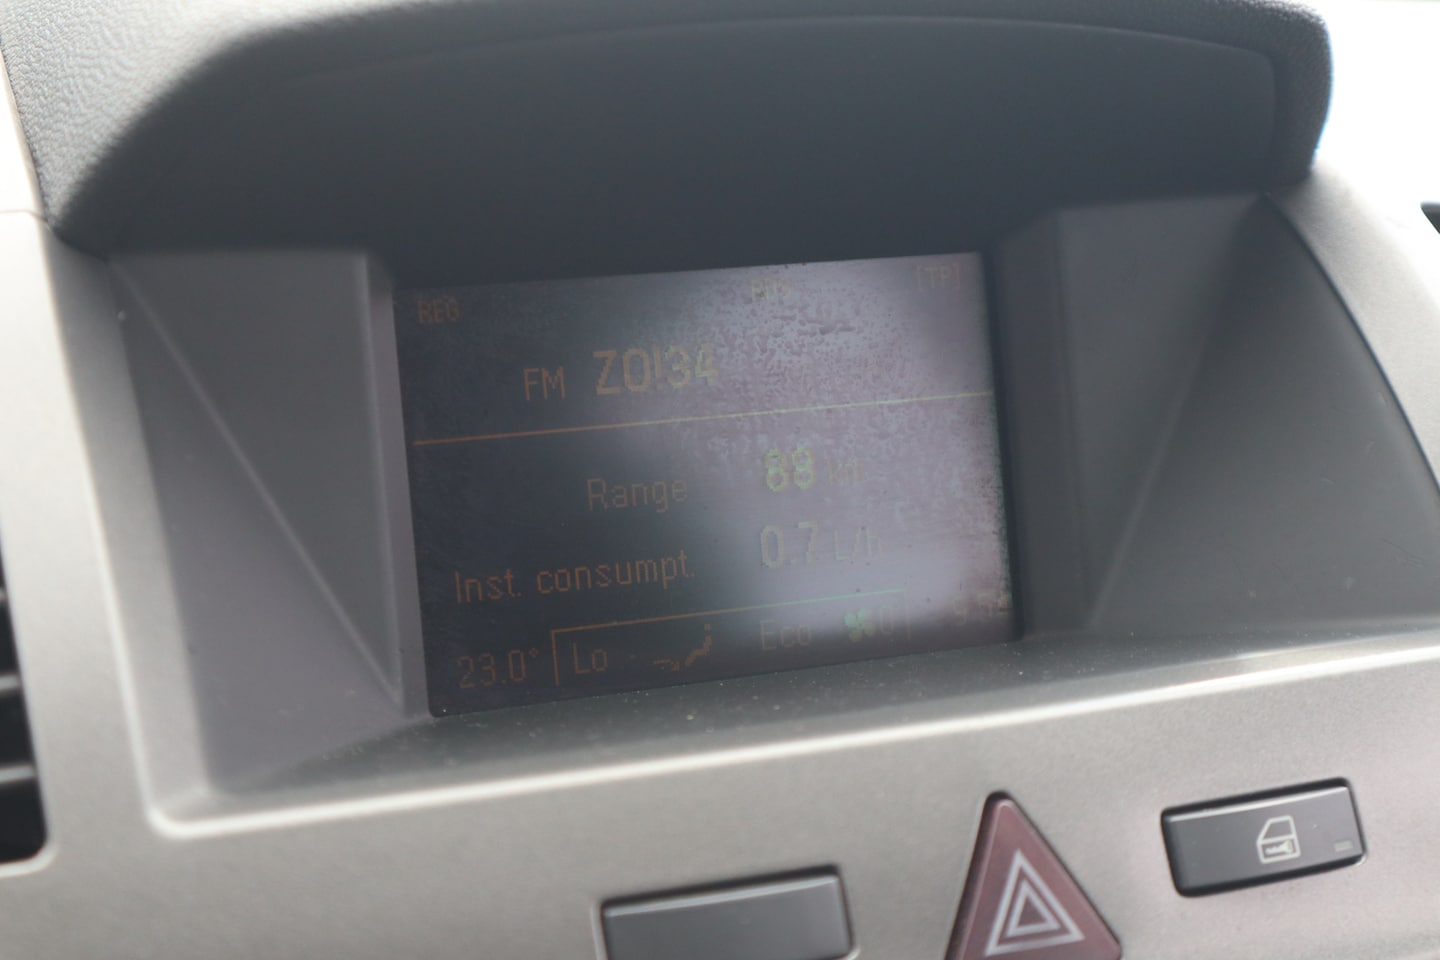 REG [TP]
FM ZO!34
Range 88 km
Inst. consumpt. 0.7 L/h
23.0° Lo Eco